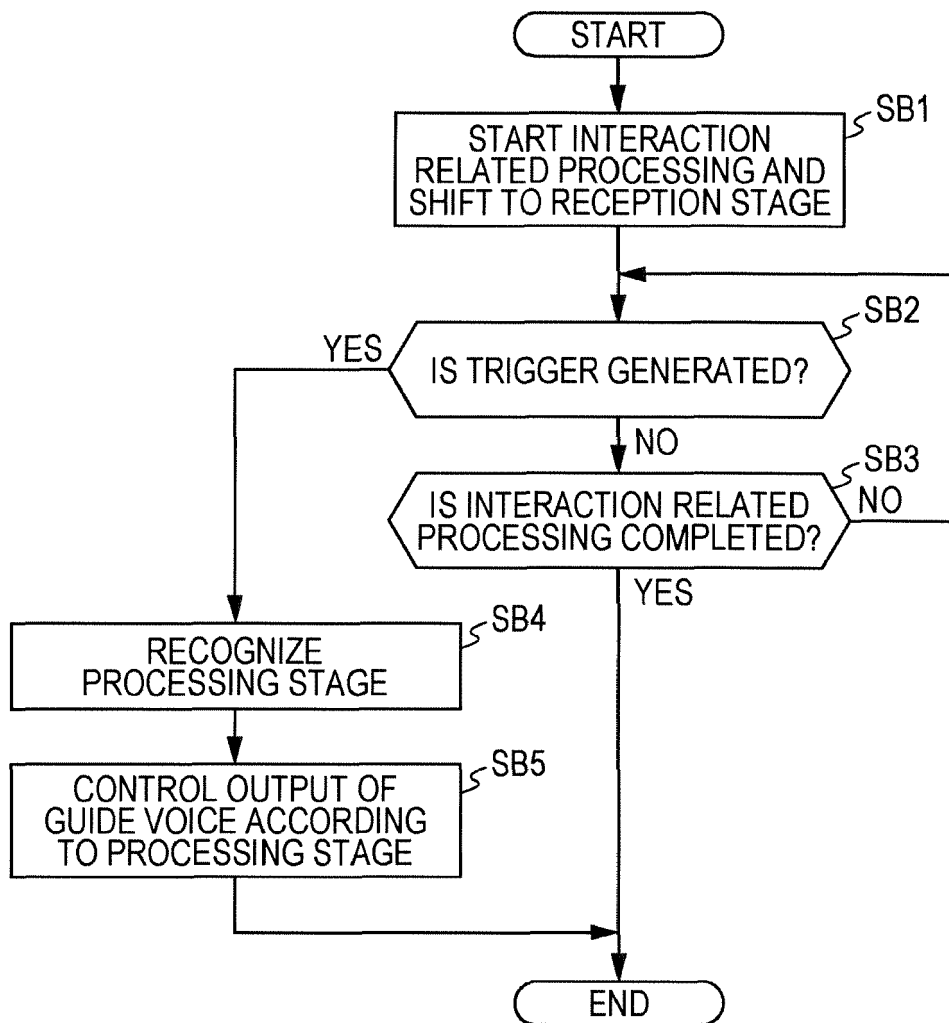 START
SB1
START INTERACTION
RELATED PROCESSING AND
SHIFT TO RECEPTION STAGE
SB2
YES
IS TRIGGER GENERATED?
NO
SB3
IS INTERACTION RELATED
PROCESSING COMPLETED?
NO
YES
SB4
RECOGNIZE
PROCESSING STAGE
SB5
CONTROL OUTPUT OF
GUIDE VOICE ACCORDING
TO PROCESSING STAGE
END